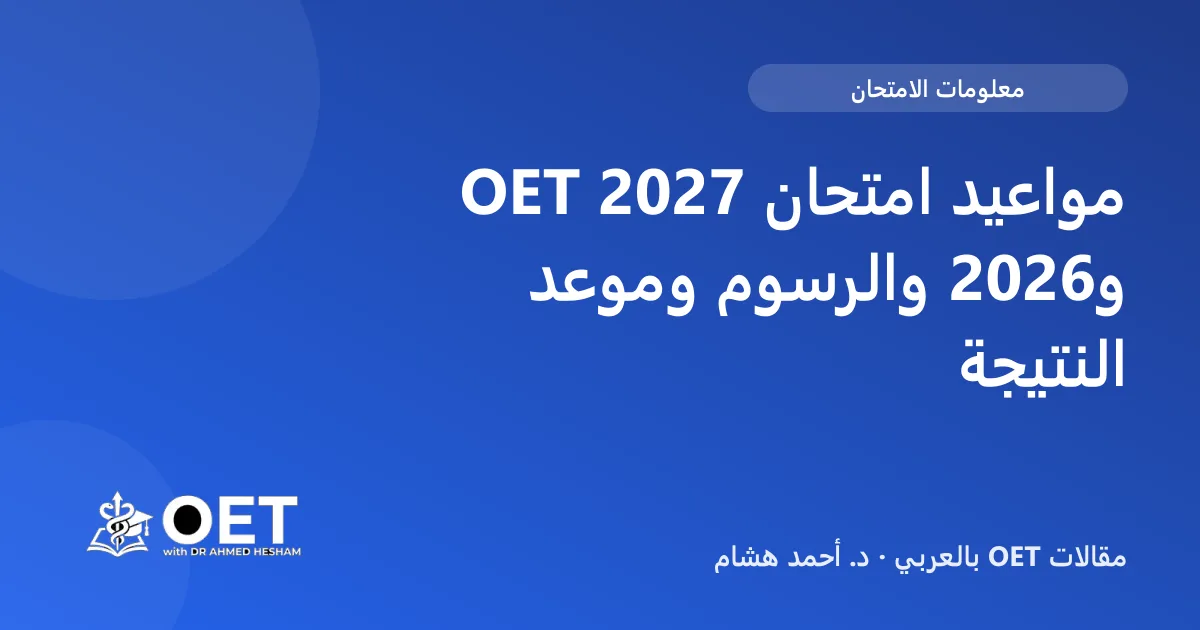 معلومات الامتحان
مواعيد امتحان OET 2027
و2026 والرسوم وموعد
النتيجة
OET
with DR AHMED HESHAM
مقالات OET بالعربي · د. أحمد هشام